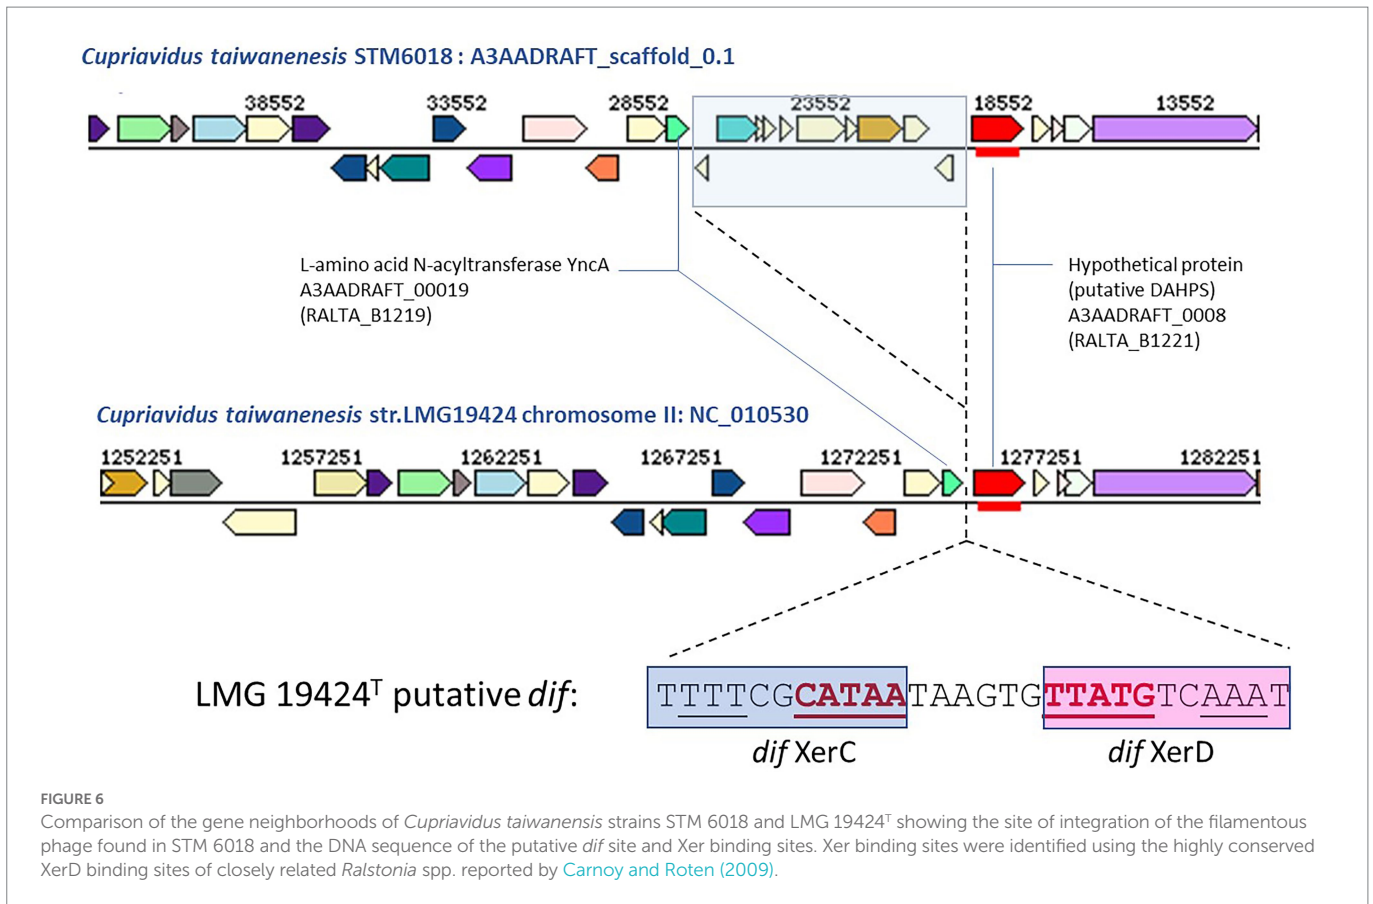 Cupriavidus taiwanenesis STM6018 : A3AADRAFT_scaffold_0.1
38552 33552 28552 23552 18552 13552
L-amino acid N-acyltransferase YncA
A3AADRAFT_00019
(RALTA_B1219)
Hypothetical protein
(putative DAHPS)
A3AADRAFT_0008
(RALTA_B1221)
Cupriavidus taiwanenesis str.LMG19424 chromosome II: NC_010530
1252251 1257251 1262251 1267251 1272251 1277251 1282251
LMG 19424ᵀ putative dif: TTTTCGCATAATAAGTGTTATGTCAAAT
dif XerC dif XerD
FIGURE 6
Comparison of the gene neighborhoods of Cupriavidus taiwanensis strains STM 6018 and LMG 19424ᵀ showing the site of integration of the filamentous
phage found in STM 6018 and the DNA sequence of the putative dif site and Xer binding sites. Xer binding sites were identified using the highly conserved
XerD binding sites of closely related Ralstonia spp. reported by Carnoy and Roten (2009).